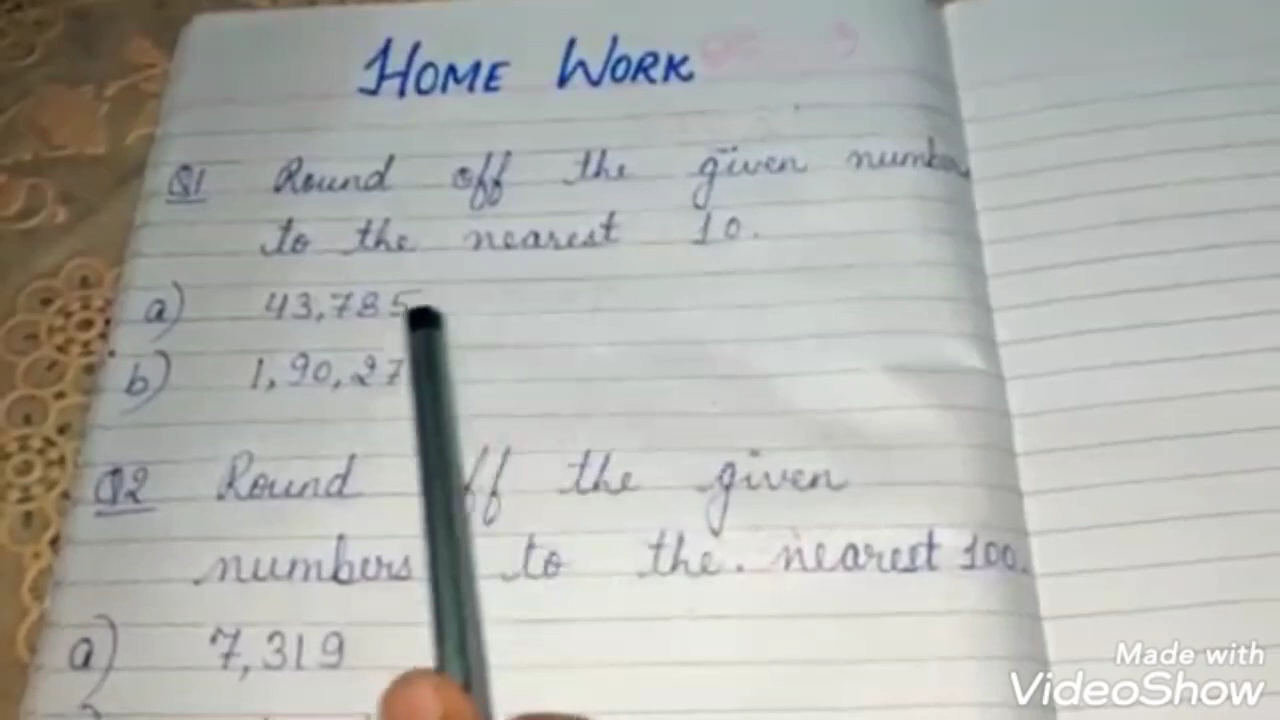 HOME WORK
Q1 Round off the given number
to the nearest 10.
a) 43,785
b) 1,90,27
Q2 Round ff the given
numbers to the. nearest 100.
a) 7,319
Made with
VideoShow